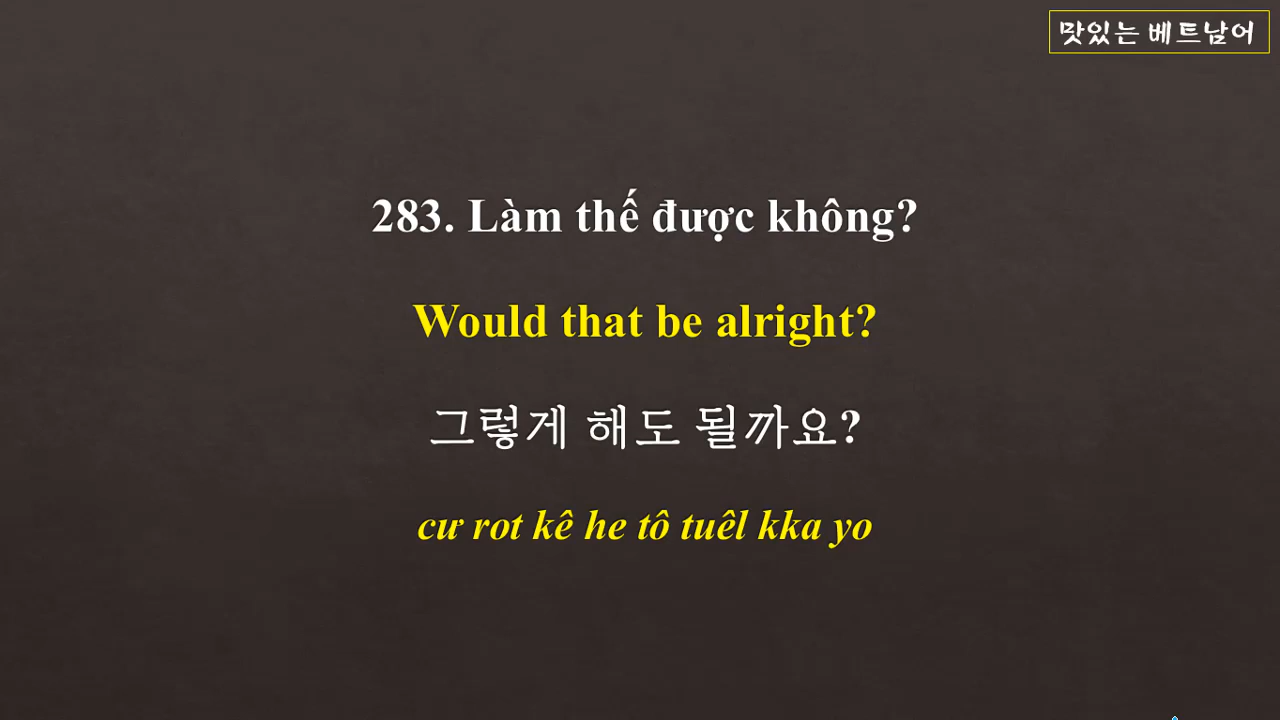 맛있는 베트남어
283. Làm thế được không?
Would that be alright?
그렇게 해도 될까요?
cư rot kê he tô tuêl kka yo